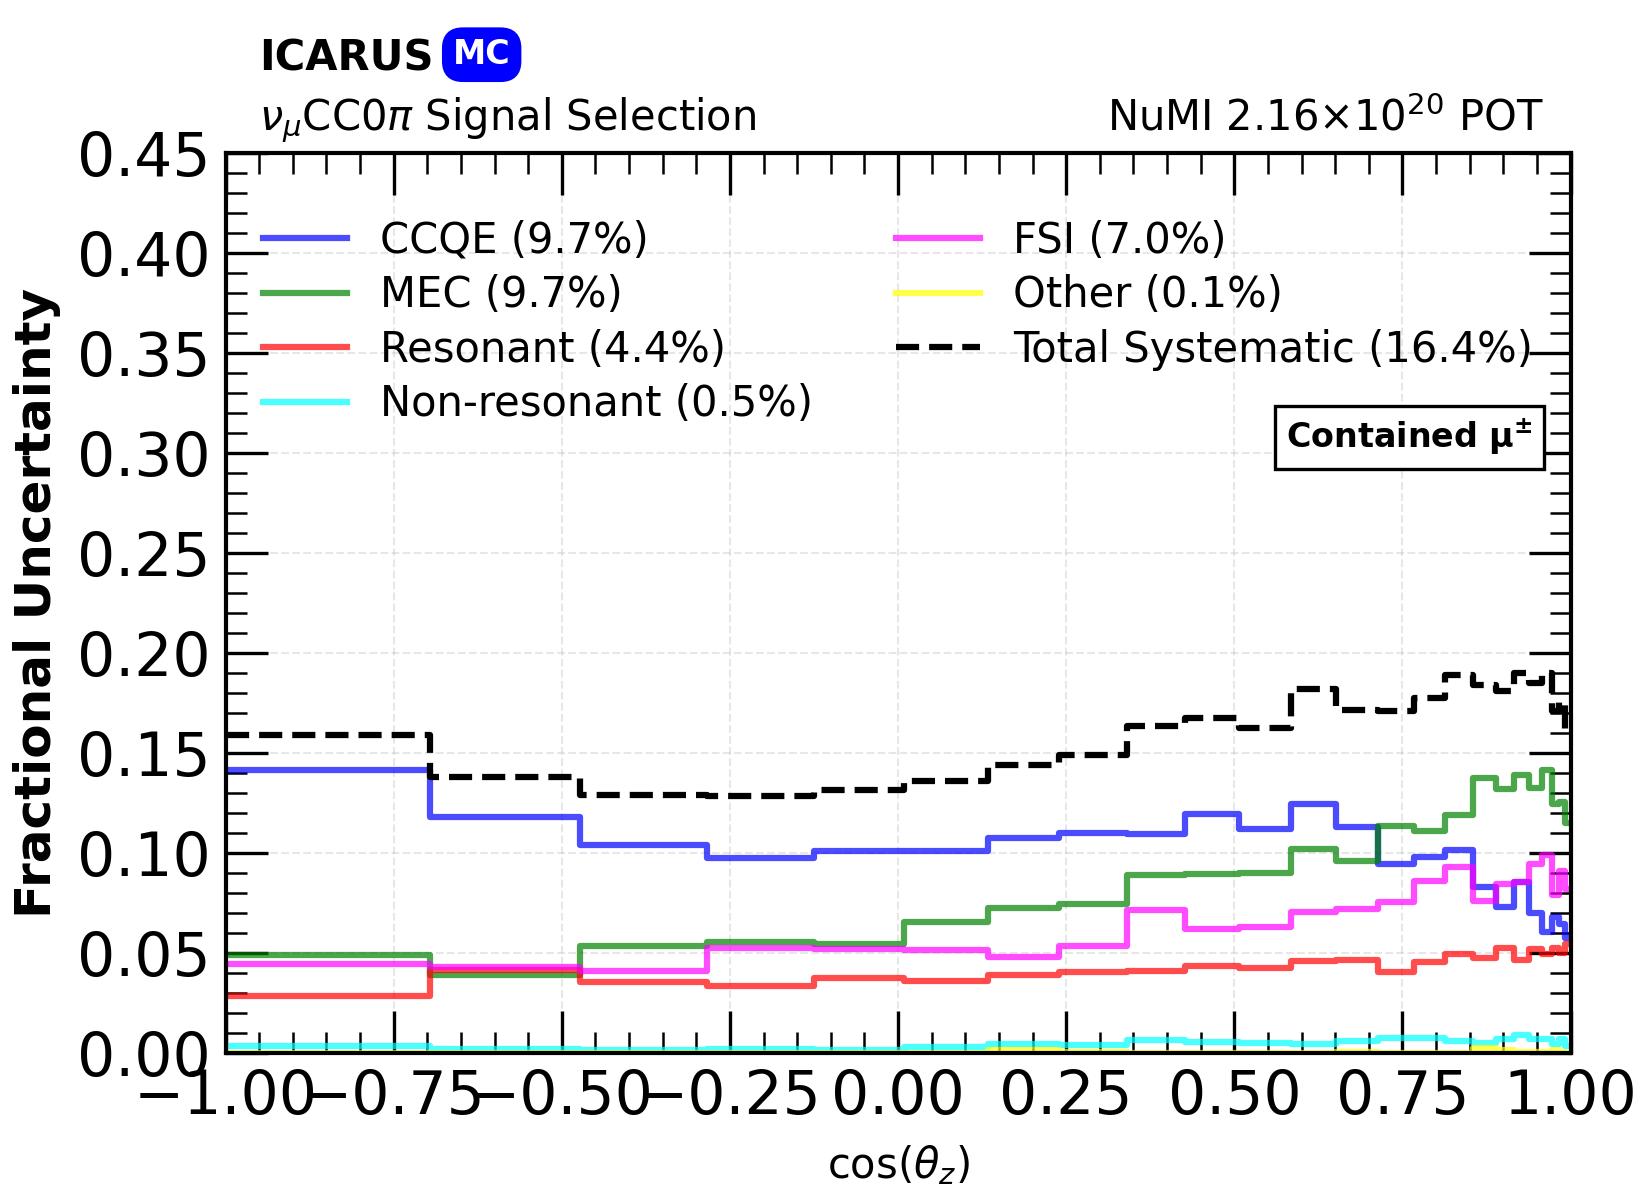 ICARUS MC
νμCC0π Signal Selection
NuMI 2.16×10²⁰ POT
0.45
0.40
0.35
0.30
0.25
0.20
0.15
0.10
0.05
0.00
Fractional Uncertainty
CCQE (9.7%)
MEC (9.7%)
Resonant (4.4%)
Non-resonant (0.5%)
FSI (7.0%)
Other (0.1%)
Total Systematic (16.4%)
Contained μ±
−1.00 −0.75 −0.50 −0.25 0.00 0.25 0.50 0.75 1.00
cos(θz)